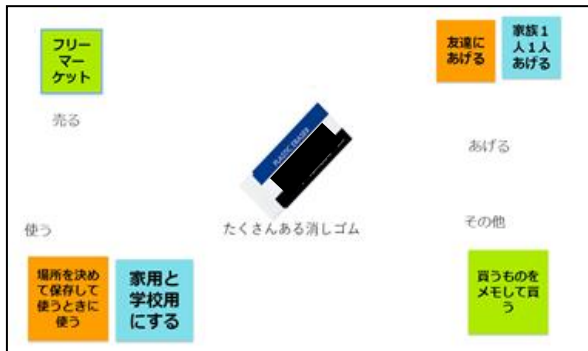 フリー
マー
ケット
売る
友達に
あげる
家族１
人１人
あげる
あげる
PLASTIC ERASER
たくさんある消しゴム
使う
場所を決め
て保存して
使うときに
使う
家用と
学校用
にする
その他
買うものを
メモして買
う